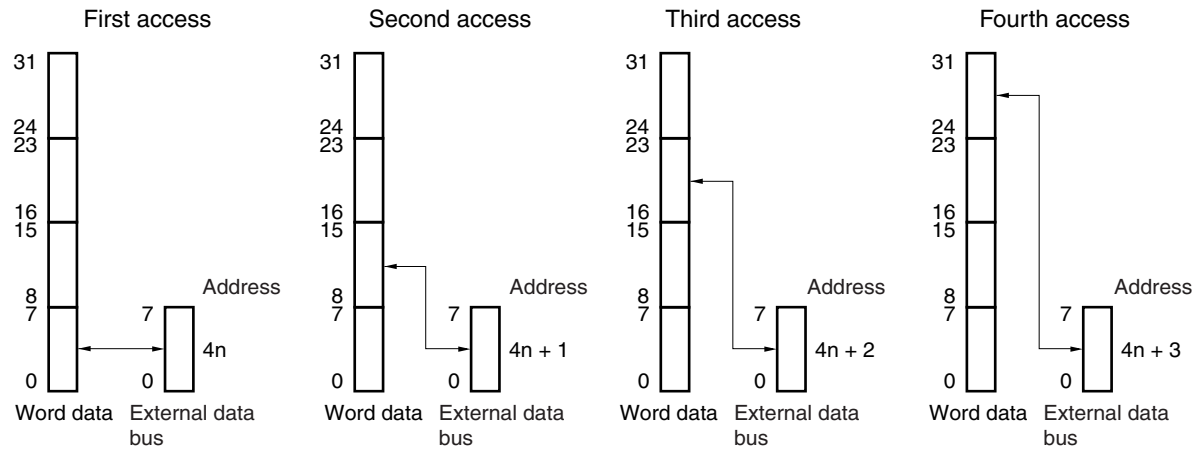 First access
Second access
Third access
Fourth access
31
24
23
16
15
8
7
0
Address
7
4n
0
Word data
External data
bus
31
24
23
16
15
8
7
0
Address
7
4n + 1
0
Word data
External data
bus
31
24
23
16
15
8
7
0
Address
7
4n + 2
0
Word data
External data
bus
31
24
23
16
15
8
7
0
Address
7
4n + 3
0
Word data
External data
bus